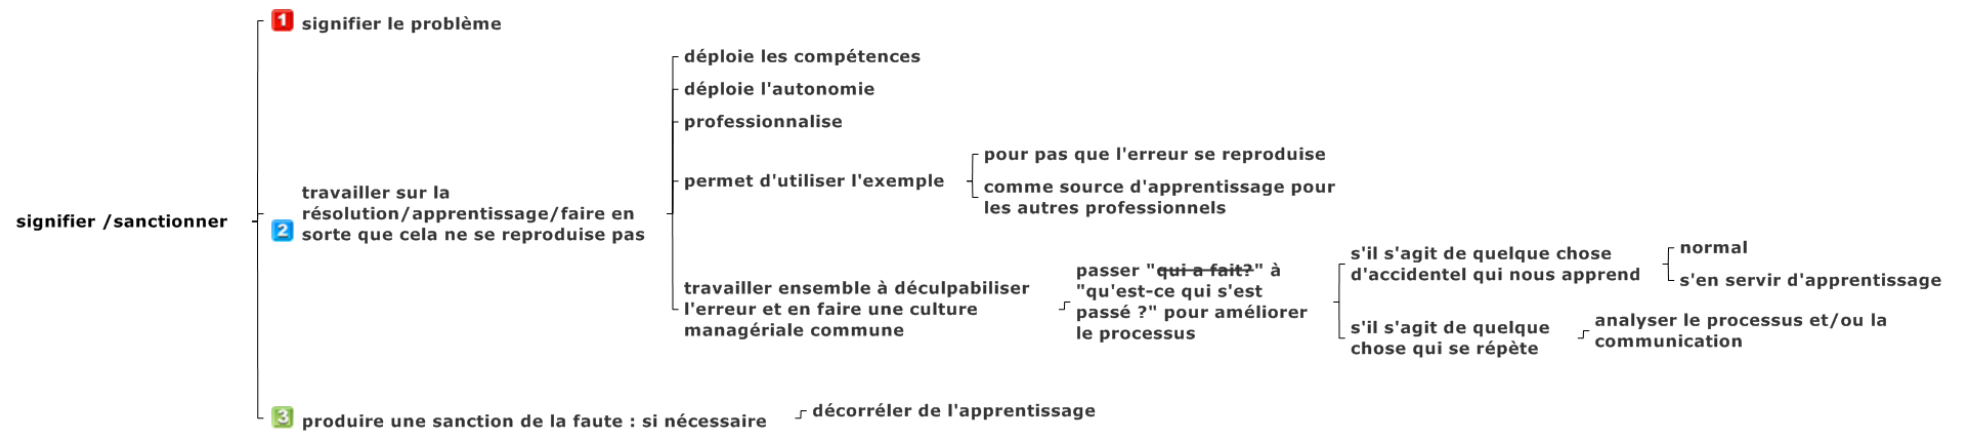 signifier /sanctionner
1
signifier le problème
2
travailler sur la
résolution/apprentissage/faire en
sorte que cela ne se reproduise pas
déploie les compétences
déploie l'autonomie
professionnalise
permet d'utiliser l'exemple
pour pas que l'erreur se reproduise
comme source d'apprentissage pour
les autres professionnels
travailler ensemble à déculpabiliser
l'erreur et en faire une culture
managériale commune
passer "qui a fait?" à
"qu'est-ce qui s'est
passé ?" pour améliorer
le processus
s'il s'agit de quelque chose
d'accidentel qui nous apprend
normal
s'en servir d'apprentissage
s'il s'agit de quelque
chose qui se répète
analyser le processus et/ou la
communication
3
produire une sanction de la faute : si nécessaire
décorréler de l'apprentissage